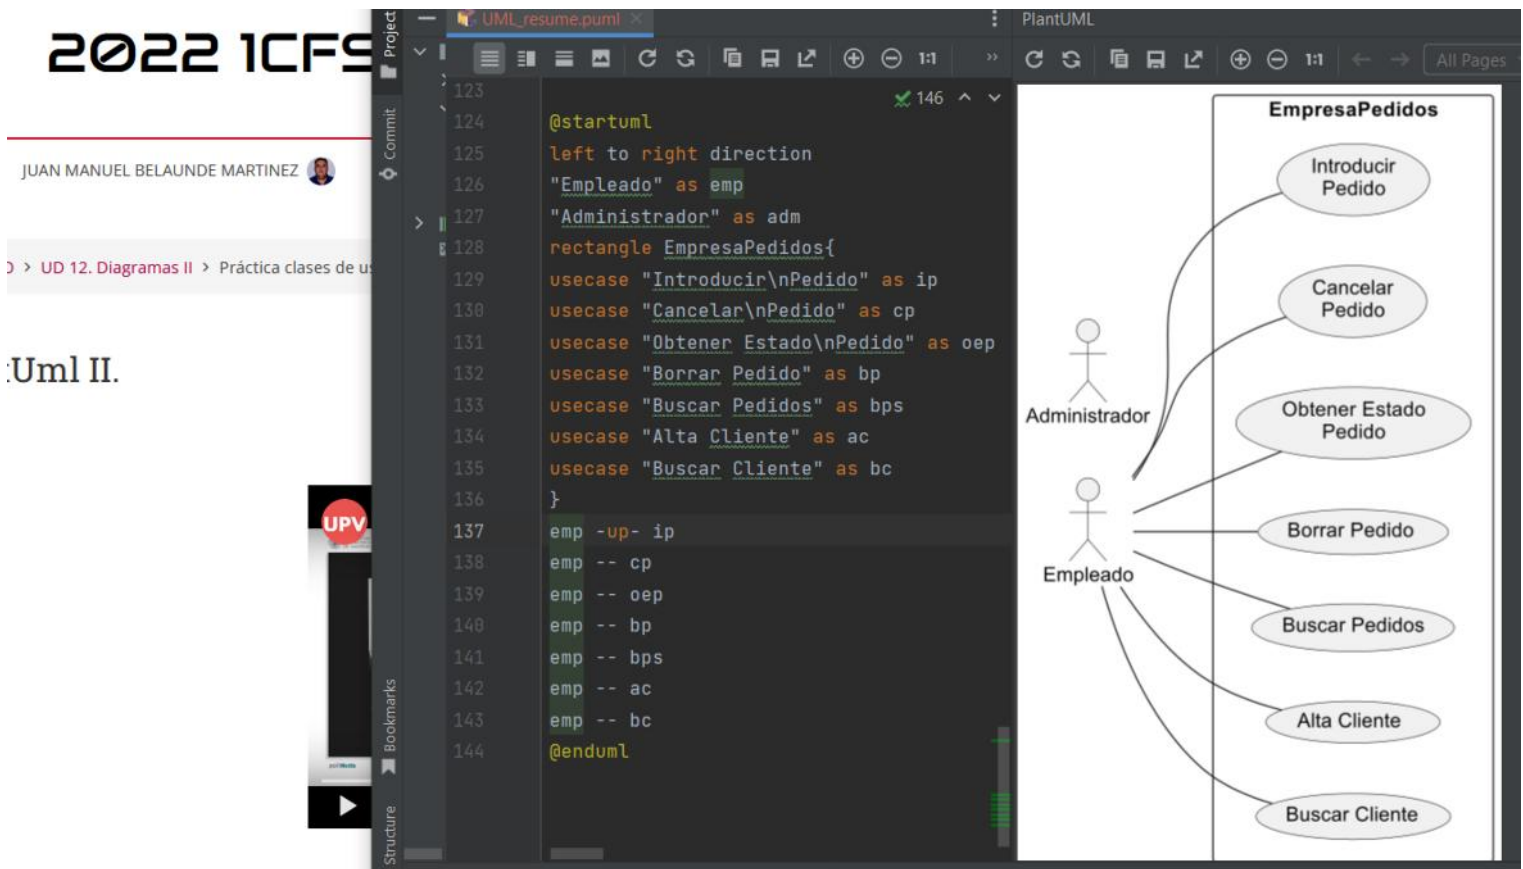 2022 1CFS
JUAN MANUEL BELAUNDE MARTINEZ
> UD 12. Diagramas II > Práctica clases de us
:Uml II.
UPV
Project
Commit
Bookmarks
Structure
UML_resume.puml
1:1
146
123
124 @startuml
125 left to right direction
126 "Empleado" as emp
127 "Administrador" as adm
128 rectangle EmpresaPedidos{
129 usecase "Introducir\nPedido" as ip
130 usecase "Cancelar\nPedido" as cp
131 usecase "Obtener Estado\nPedido" as oep
132 usecase "Borrar Pedido" as bp
133 usecase "Buscar Pedidos" as bps
134 usecase "Alta Cliente" as ac
135 usecase "Buscar Cliente" as bc
136 }
137 emp -up- ip
138 emp -- cp
139 emp -- oep
140 emp -- bp
141 emp -- bps
142 emp -- ac
143 emp -- bc
144 @enduml
PlantUML
1:1 All Pages
EmpresaPedidos
Introducir
Pedido
Cancelar
Pedido
Administrador
Obtener Estado
Pedido
Borrar Pedido
Empleado
Buscar Pedidos
Alta Cliente
Buscar Cliente